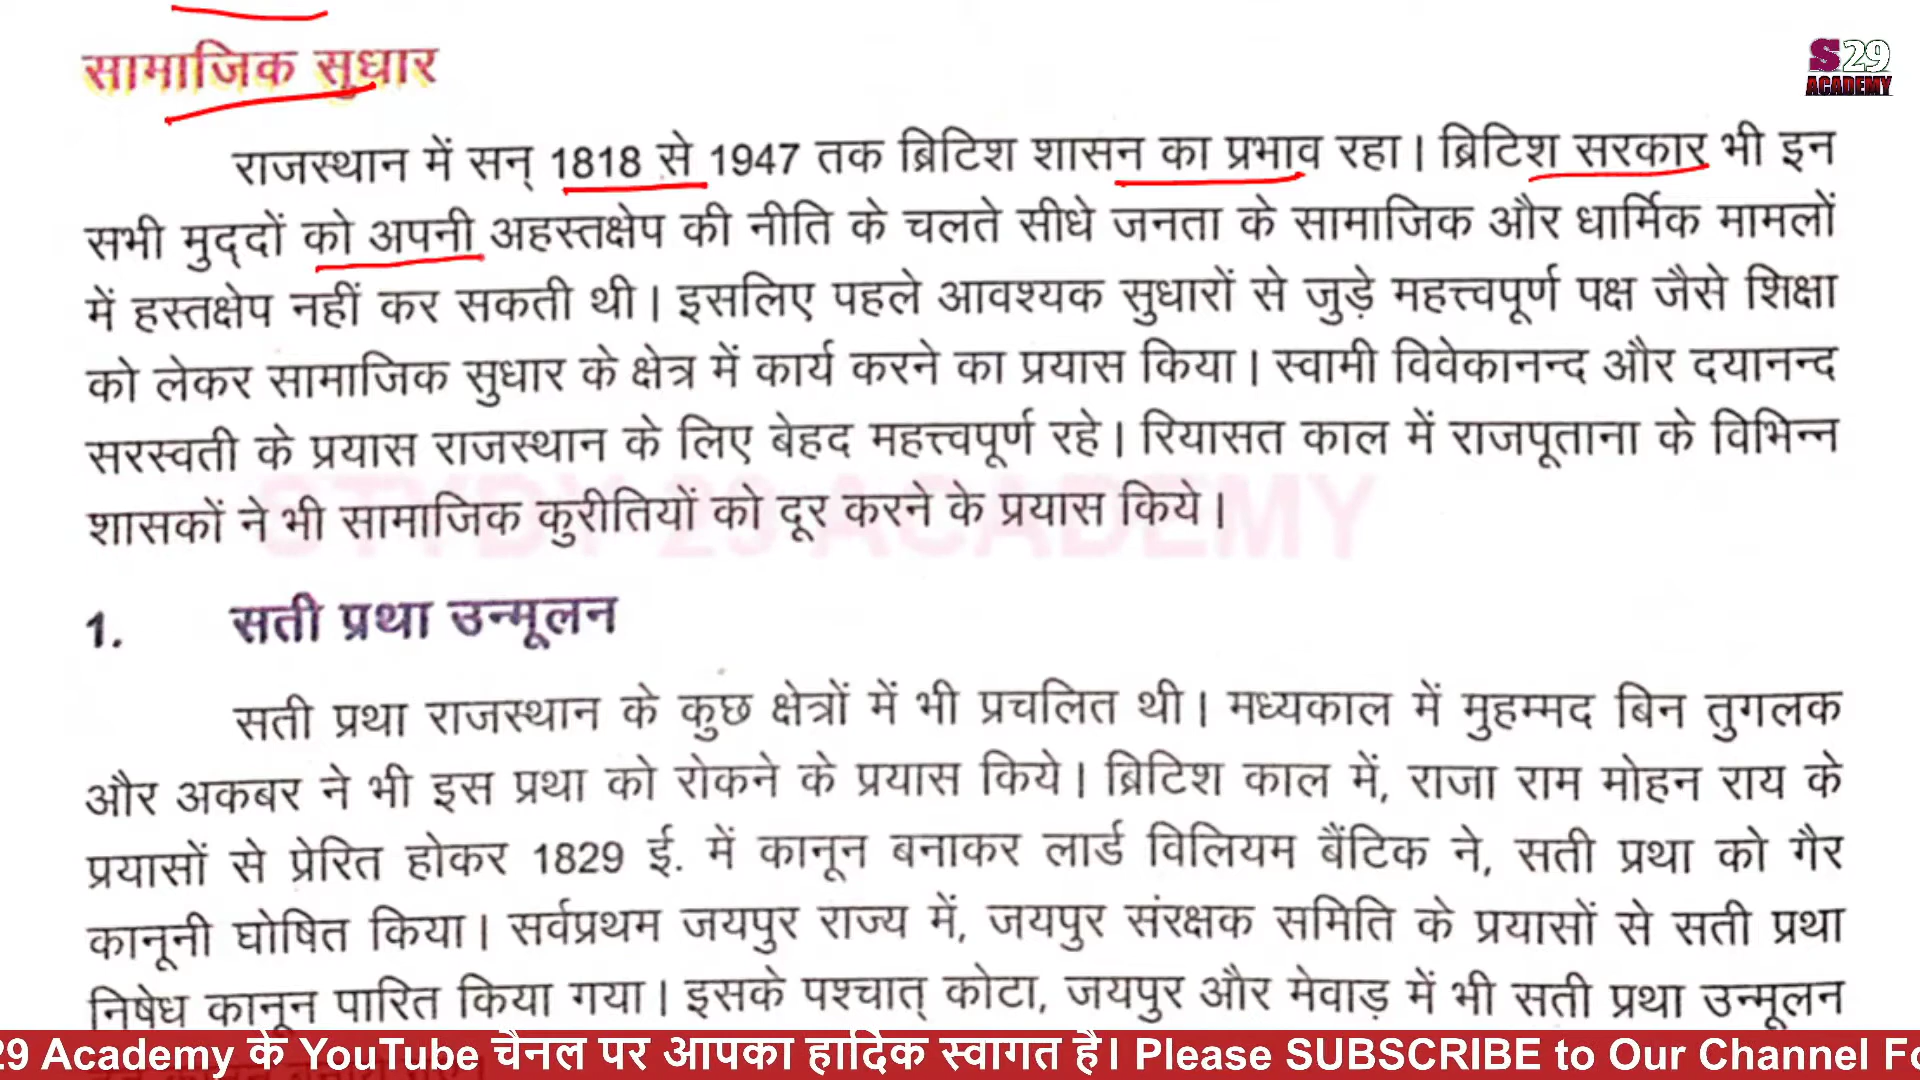 सामाजिक सुधार
S29
ACADEMY
राजस्थान में सन् 1818 से 1947 तक ब्रिटिश शासन का प्रभाव रहा। ब्रिटिश सरकार भी इन
सभी मुद्दों को अपनी अहस्तक्षेप की नीति के चलते सीधे जनता के सामाजिक और धार्मिक मामलों
में हस्तक्षेप नहीं कर सकती थी। इसलिए पहले आवश्यक सुधारों से जुड़े महत्त्वपूर्ण पक्ष जैसे शिक्षा
को लेकर सामाजिक सुधार के क्षेत्र में कार्य करने का प्रयास किया। स्वामी विवेकानन्द और दयानन्द
सरस्वती के प्रयास राजस्थान के लिए बेहद महत्त्वपूर्ण रहे। रियासत काल में राजपूताना के विभिन्न
शासकों ने भी सामाजिक कुरीतियों को दूर करने के प्रयास किये।
29 ACADEMY
1. सती प्रथा उन्मूलन
सती प्रथा राजस्थान के कुछ क्षेत्रों में भी प्रचलित थी। मध्यकाल में मुहम्मद बिन तुगलक
और अकबर ने भी इस प्रथा को रोकने के प्रयास किये। ब्रिटिश काल में, राजा राम मोहन राय के
प्रयासों से प्रेरित होकर 1829 ई. में कानून बनाकर लार्ड विलियम बैंटिक ने, सती प्रथा को गैर
कानूनी घोषित किया। सर्वप्रथम जयपुर राज्य में, जयपुर संरक्षक समिति के प्रयासों से सती प्रथा
निषेध कानून पारित किया गया। इसके पश्चात् कोटा, जयपुर और मेवाड़ में भी सती प्रथा उन्मूलन
29 Academy के YouTube चैनल पर आपका हार्दिक स्वागत है। Please SUBSCRIBE to Our Channel Fo